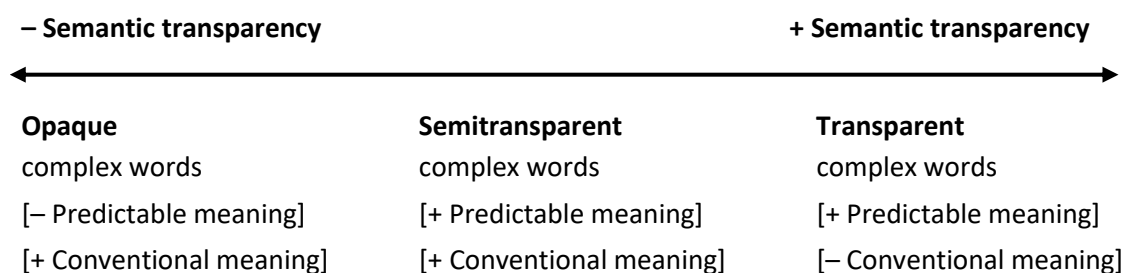 – Semantic transparency + Semantic transparency
Opaque Semitransparent Transparent
complex words complex words complex words
[– Predictable meaning] [+ Predictable meaning] [+ Predictable meaning]
[+ Conventional meaning] [+ Conventional meaning] [– Conventional meaning]